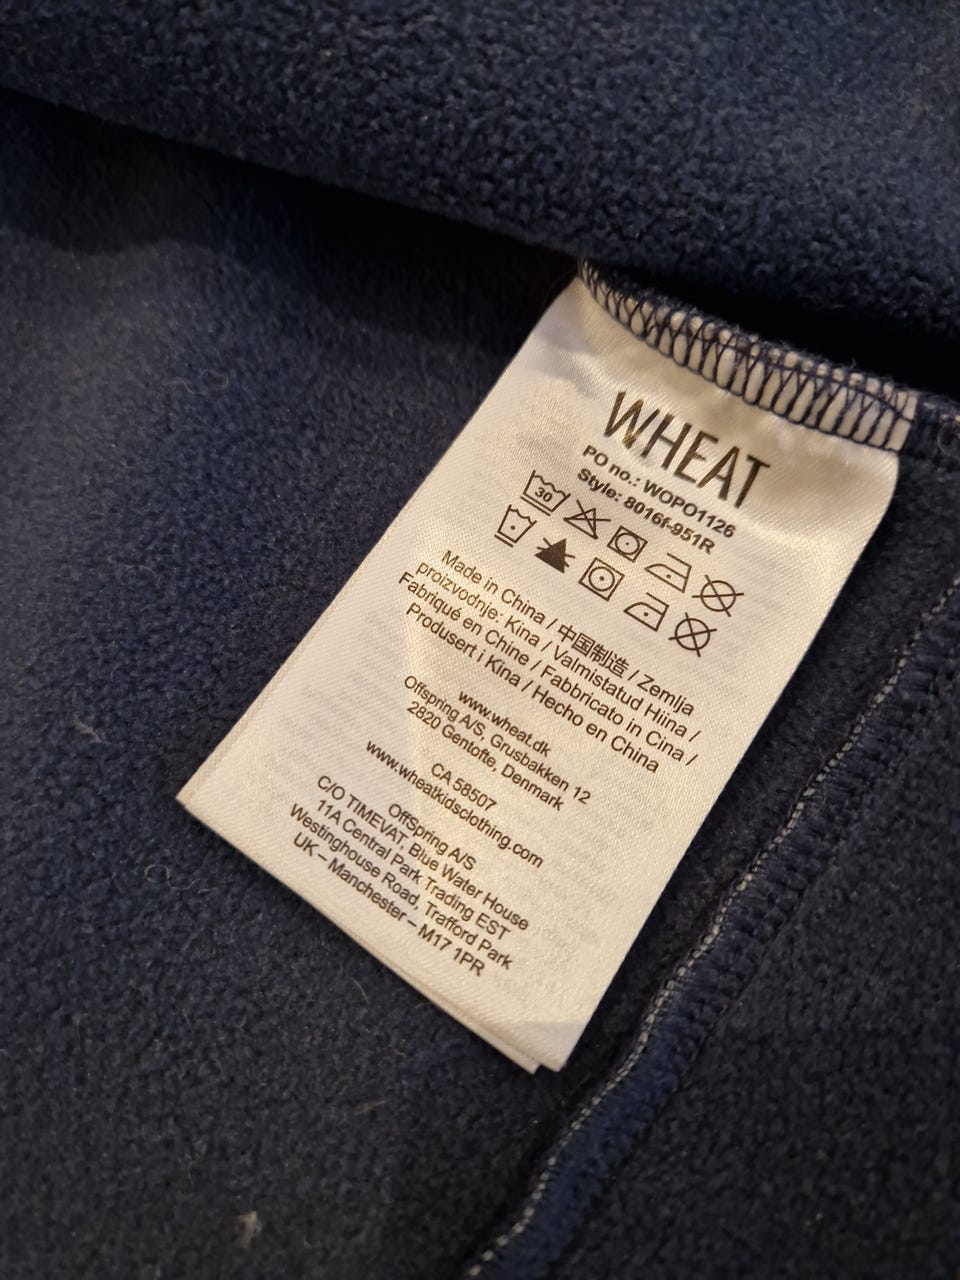 WHEAT
PO no.: WOPO1126
Style: 8016f-951R
30
Made in China / 中国制造 / Zemlja
proizvodnje: Kina / Valmistatud Hiina /
Fabriqué en Chine / Fabbricato in Cina /
Produsert i Kina / Hecho en China
www.wheat.dk
Offspring A/S, Grusbakken 12
2820 Gentofte, Denmark
CA 58507
www.wheatkidsclothing.com
OffSpring A/S
C/O TIMEVAT, Blue Water House
11A Central Park Trading EST
Westinghouse Road, Trafford Park
UK – Manchester – M17 1PR